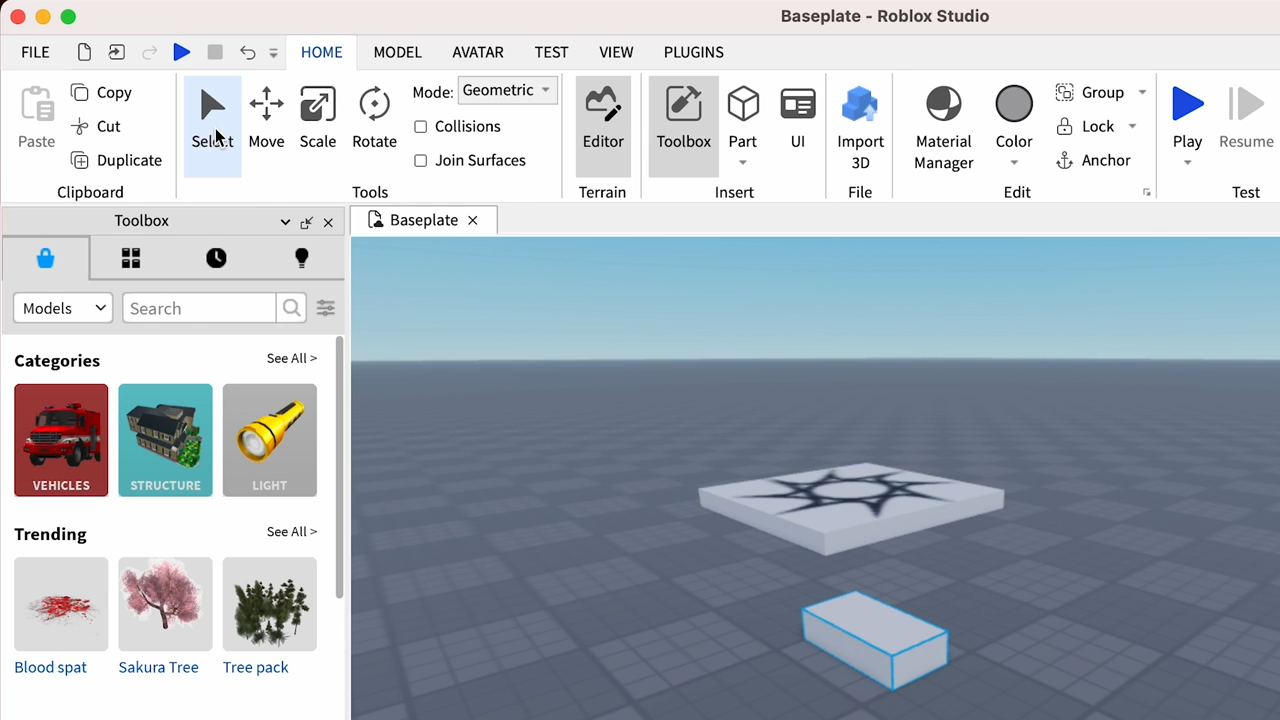 Baseplate - Roblox Studio
FILE HOME MODEL AVATAR TEST VIEW PLUGINS
Paste
Copy
Cut
Duplicate
Clipboard
Select
Move
Scale
Rotate
Mode: Geometric
Collisions
Join Surfaces
Tools
Editor
Terrain
Toolbox
Part
UI
Insert
Import
3D
File
Material
Manager
Color
Group
Lock
Anchor
Edit
Play
Resume
Test
Toolbox
Baseplate
Models
Search
Categories
See All >
VEHICLES
STRUCTURE
LIGHT
Trending
See All >
Blood spat
Sakura Tree
Tree pack